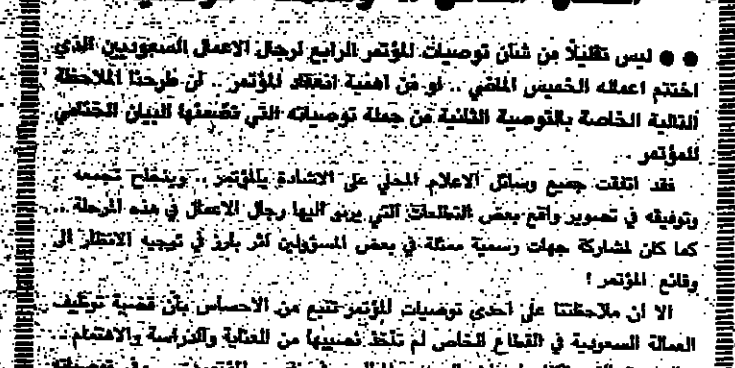 ● ● ليس تقليلًا من شأن توصيات المؤتمر الرابع لرجال الاعمال السعوديين الذي
اختتم اعماله الخميس الماضي .. او من اهمية انعقاد المؤتمر .. ان طرحنا الملاحظة
التالية الخاصة بالتوصية الثانية من جملة توصياته التي تضمنها البيان الختامي
للمؤتمر .
فقد اتفقت جميع وسائل الاعلام المحلي على الاشادة بالمؤتمر .. وبنجاح تجمعه ..
وتوفيقه في تصوير واقع بعض التطلعات التي يرنو اليها رجال الاعمال في هذه المرحلة ..
كما كان لمشاركة جهات رسمية ممثلة في بعض المسؤولين اثر بارز في توجيه الانتظار الى
وقائع المؤتمر !
الا ان ملاحظتنا على احدى توصيات المؤتمر تنبع من الاحساس بأن قضية توظيف
العمالة السعودية في القطاع الخاص لم تأخذ نصيبها من العناية والدراسة والاهتمام ..